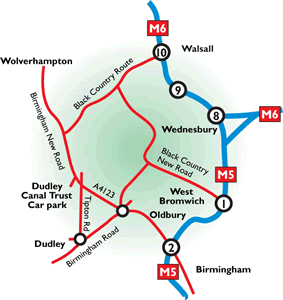 M6
Walsall
10
Wolverhampton
Black Country Route
9
8
M6
Wednesbury
Birmingham New Road
Black Country
New Road
M5
Dudley
Canal Trust
Car park
A4123
West
Bromwich
1
Tipton Rd
Oldbury
Dudley
Birmingham Road
2
M5
Birmingham